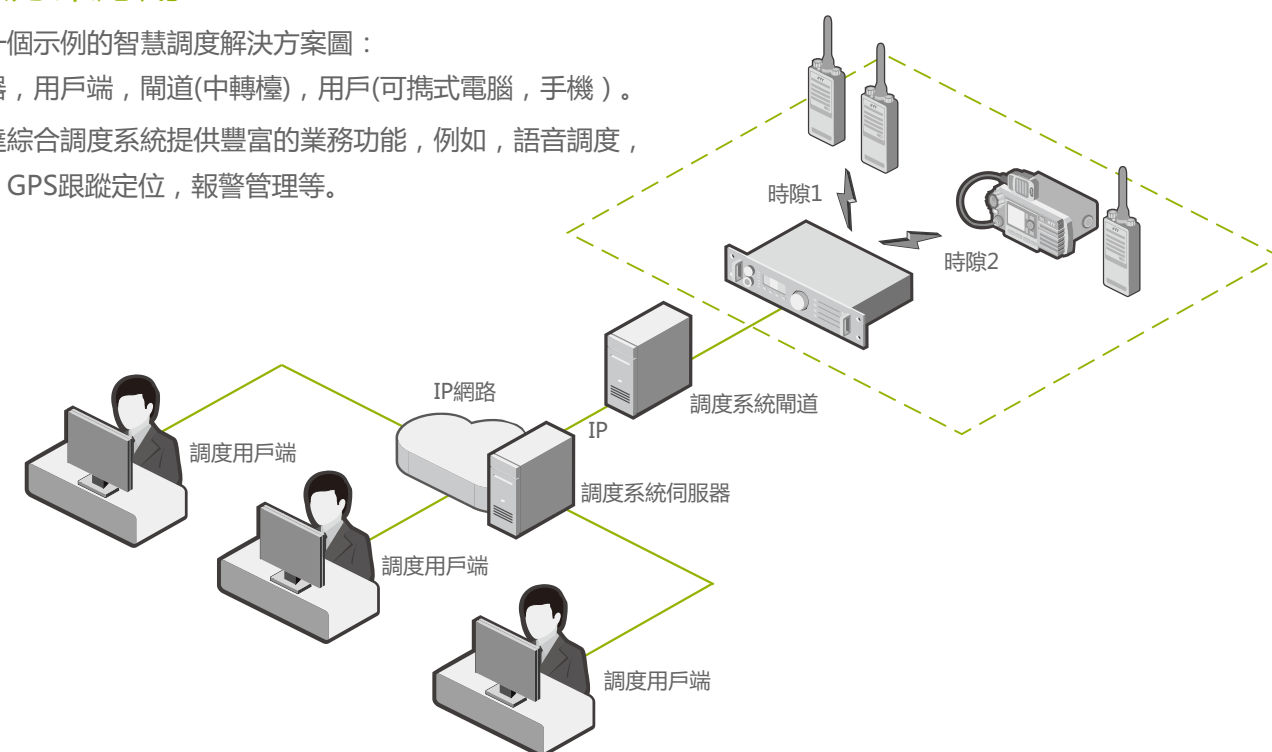 一個示例的智慧調度解決方案圖：
器，用戶端，閘道(中轉檯)，用戶(可攜式電腦，手機）。
綜合調度系統提供豐富的業務功能，例如，語音調度，
GPS跟蹤定位，報警管理等。
時隙1
時隙2
調度系統閘道
IP網路
IP
調度用戶端
調度系統伺服器
調度用戶端
調度用戶端